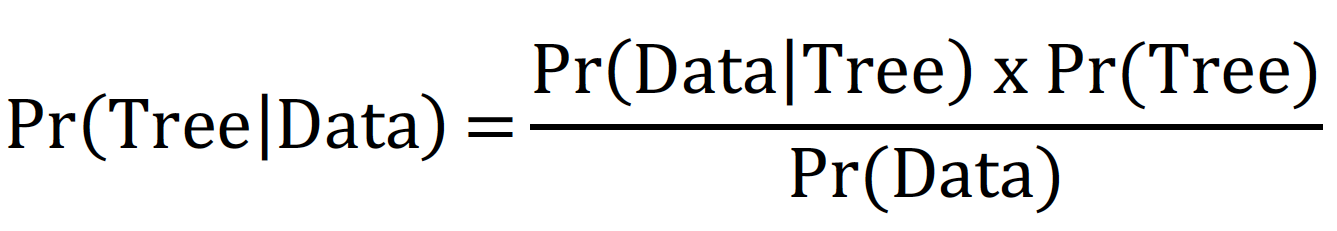 Pr(Tree|Data) = Pr(Data|Tree) x Pr(Tree)
Pr(Data)